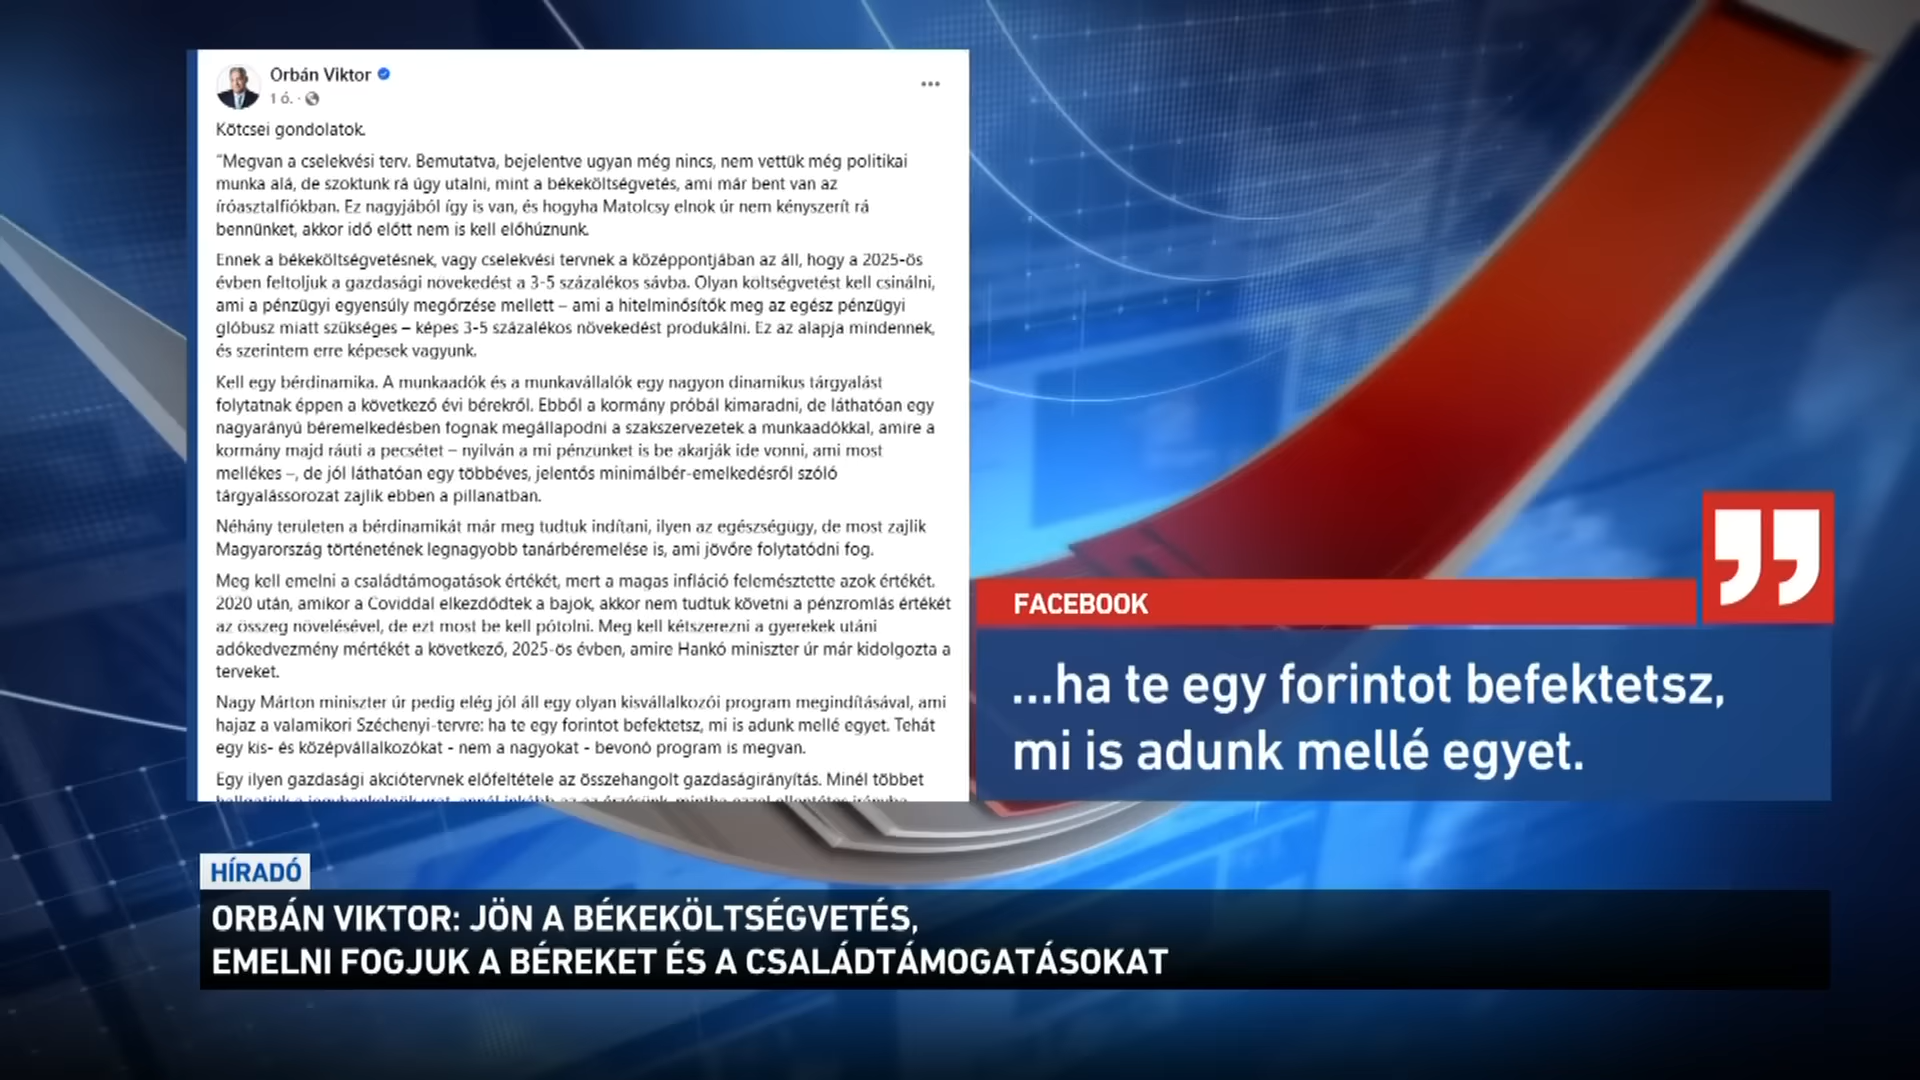 Orbán Viktor
1 ó.
Kötcsei gondolatok.
"Megvan a cselekvési terv. Bemutatva, bejelentve ugyan még nincs, nem vettük még politikai
munka alá, de szoktunk rá úgy utalni, mint a békeköltségvetés, ami már bent van az
íróasztalfiókban. Ez nagyjából így is van, és hogyha Matolcsy elnök úr nem kényszerít rá
bennünket, akkor idő előtt nem is kell előhúznunk.
Ennek a békeköltségvetésnek, vagy cselekvési tervnek a középpontjában az áll, hogy a 2025-ös
évben feltoljuk a gazdasági növekedést a 3-5 százalékos sávba. Olyan költségvetést kell csinálni,
ami a pénzügyi egyensúly megőrzése mellett – ami a hitelminősítők meg az egész pénzügyi
glóbusz miatt szükséges – képes 3-5 százalékos növekedést produkálni. Ez az alapja mindennek,
és szerintem erre képesek vagyunk.
Kell egy bérdinamika. A munkaadók és a munkavállalók egy nagyon dinamikus tárgyalást
folytatnak éppen a következő évi bérekről. Ebből a kormány próbál kimaradni, de láthatóan egy
nagyarányú béremelkedésben fognak megállapodni a szakszervezetek a munkaadókkal, amire a
kormány majd ráüti a pecsétet – nyilván a mi pénzünket is be akarják ide vonni, ami most
mellékes –, de jól láthatóan egy többéves, jelentős minimálbér-emelkedésről szóló
tárgyalássorozat zajlik ebben a pillanatban.
Néhány területen a bérdinamikát már meg tudtuk indítani, ilyen az egészségügy, de most zajlik
Magyarország történetének legnagyobb tanárbéremelése is, ami jövőre folytatódni fog.
Meg kell emelni a családtámogatások értékét, mert a magas infláció felemésztette azok értékét.
2020 után, amikor a Coviddal elkezdődtek a bajok, akkor nem tudtuk követni a pénzromlás értékét
az összeg növelésével, de ezt most be kell pótolni. Meg kell kétszerezni a gyerekek utáni
adókedvezmény mértékét a következő, 2025-ös évben, amire Hankó miniszter úr már kidolgozta a
terveket.
Nagy Márton miniszter úr pedig elég jól áll egy olyan kisvállalkozói program megindításával, ami
hajaz a valamikori Széchenyi-tervre: ha te egy forintot befektetsz, mi is adunk mellé egyet. Tehát
egy kis- és középvállalkozókat - nem a nagyokat - bevonó program is megvan.
Egy ilyen gazdasági akciótervnek előfeltétele az összehangolt gazdaságirányítás. Minél többet
FACEBOOK
...ha te egy forintot befektetsz,
mi is adunk mellé egyet.
HÍRADÓ
ORBÁN VIKTOR: JÖN A BÉKEKÖLTSÉGVETÉS,
EMELNI FOGJUK A BÉREKET ÉS A CSALÁDTÁMOGATÁSOKAT